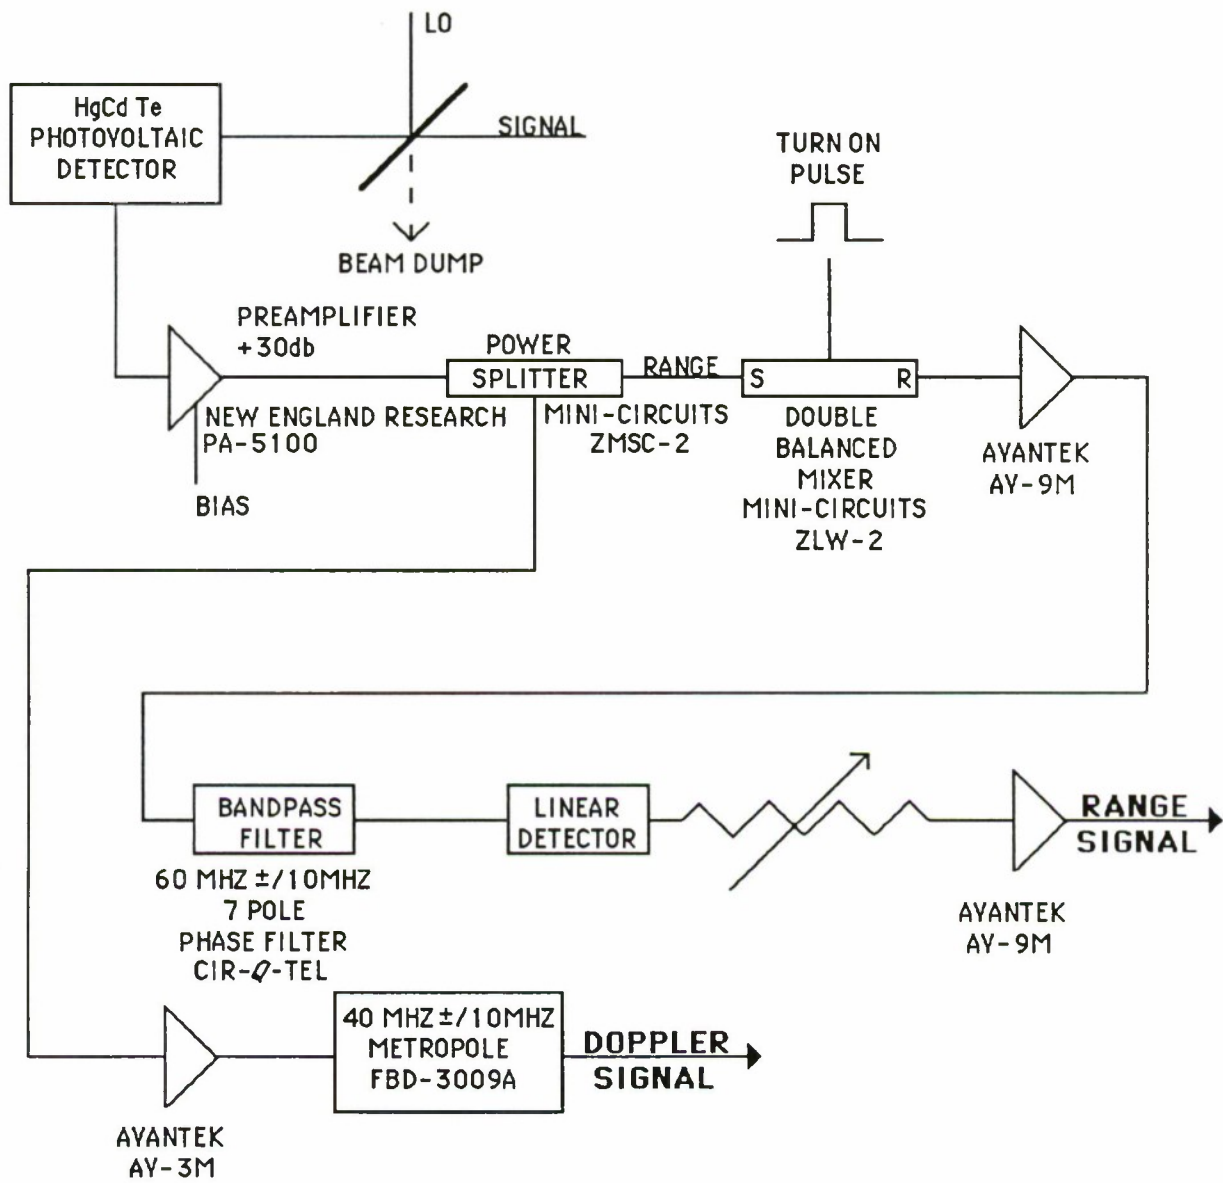 LO
HgCd Te
PHOTOVOLTAIC
DETECTOR
SIGNAL
BEAM DUMP
TURN ON
PULSE
PREAMPLIFIER
+30db
NEW ENGLAND RESEARCH
PA-5100
BIAS
POWER
SPLITTER
MINI-CIRCUITS
ZMSC-2
RANGE
S R
DOUBLE
BALANCED
MIXER
MINI-CIRCUITS
ZLW-2
AVANTEK
AV-9M
BANDPASS
FILTER
60 MHZ ±/10MHZ
7 POLE
PHASE FILTER
CIR-Q-TEL
LINEAR
DETECTOR
RANGE
SIGNAL
AVANTEK
AV-9M
40 MHZ ±/10MHZ
METROPOLE
FBD-3009A
DOPPLER
SIGNAL
AVANTEK
AV-3M